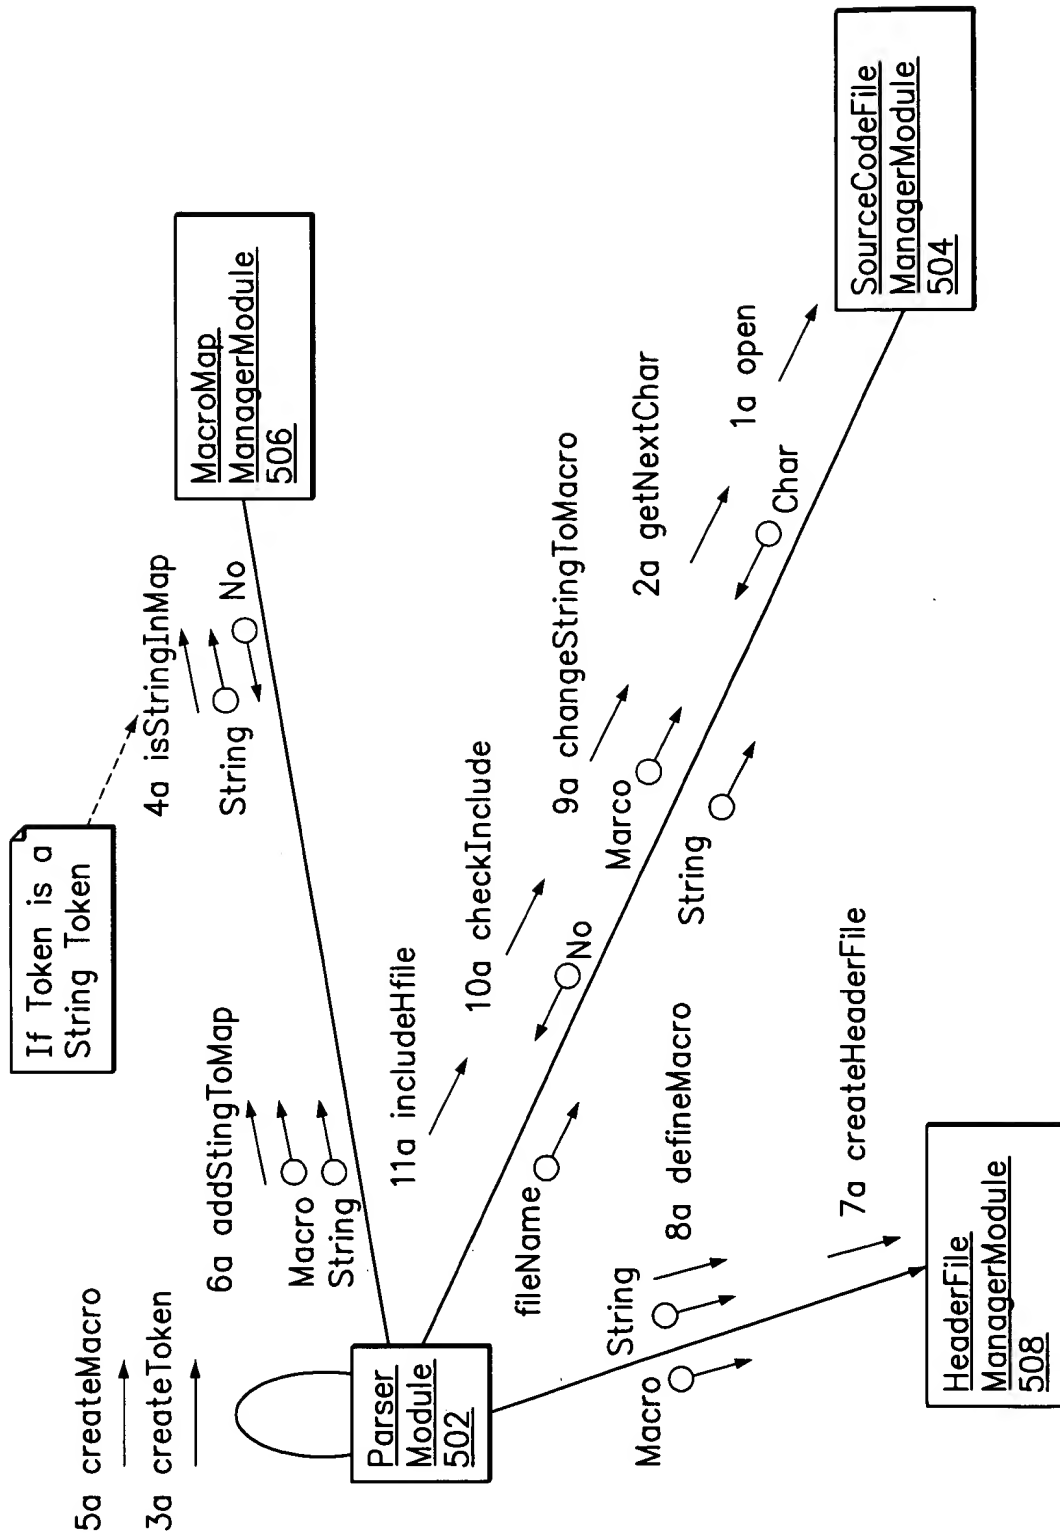 5a createMacro
3a createToken
6a addStingToMap
Macro
String
If Token is a
String Token
4a isStringInMap
String
No
MacroMap
ManagerModule
506
Parser
Module
502
11a includeHfile
fileName
10a checkInclude
No
9a changeStringToMacro
Marco
String
2a getNextChar
Char
1a open
SourceCodeFile
ManagerModule
504
Macro
String
8a defineMacro
7a createHeaderFile
HeaderFile
ManagerModule
508